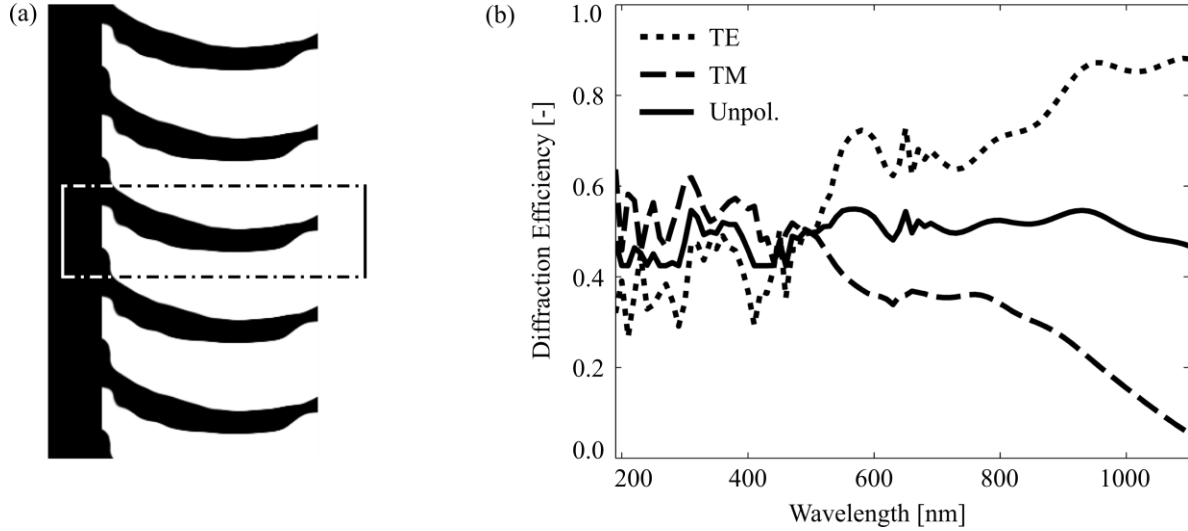 (a)
(b)
Diffraction Efficiency [-]
1.0
0.8
0.6
0.4
0.2
0.0
TE
TM
Unpol.
200 400 600 800 1000
Wavelength [nm]